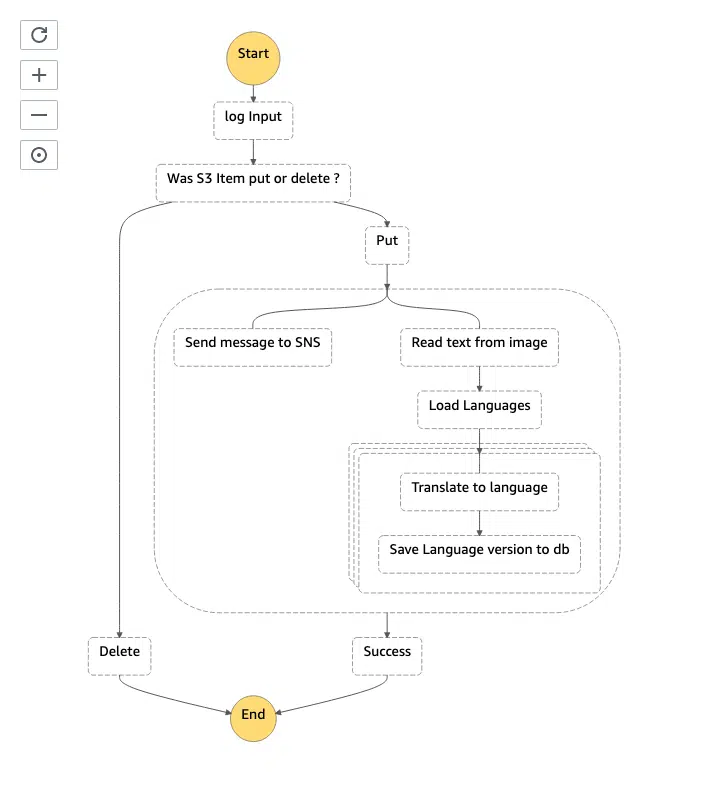 Start
log Input
Was S3 Item put or delete ?
Put
Send message to SNS
Read text from image
Load Languages
Translate to language
Save Language version to db
Delete
Success
End